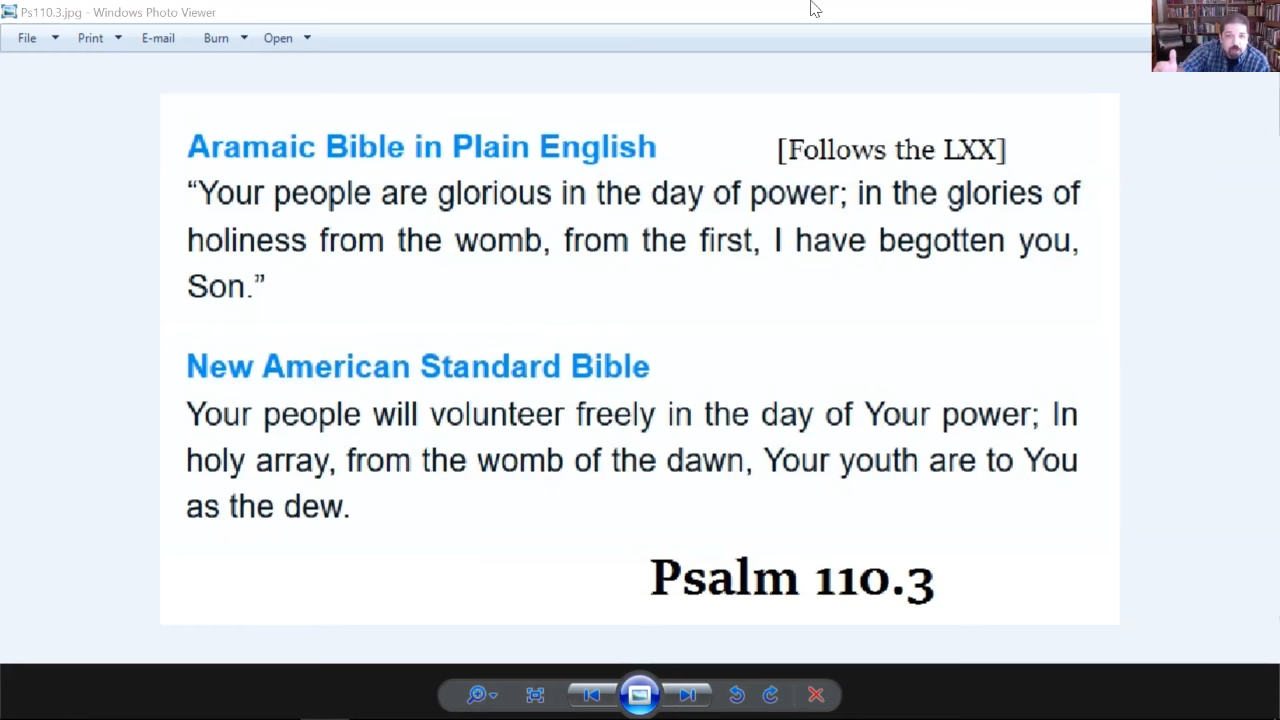 Ps110.3.jpg - Windows Photo Viewer
File Print E-mail Burn Open
Aramaic Bible in Plain English [Follows the LXX]
“Your people are glorious in the day of power; in the glories of
holiness from the womb, from the first, I have begotten you,
Son.”
New American Standard Bible
Your people will volunteer freely in the day of Your power; In
holy array, from the womb of the dawn, Your youth are to You
as the dew.
Psalm 110.3